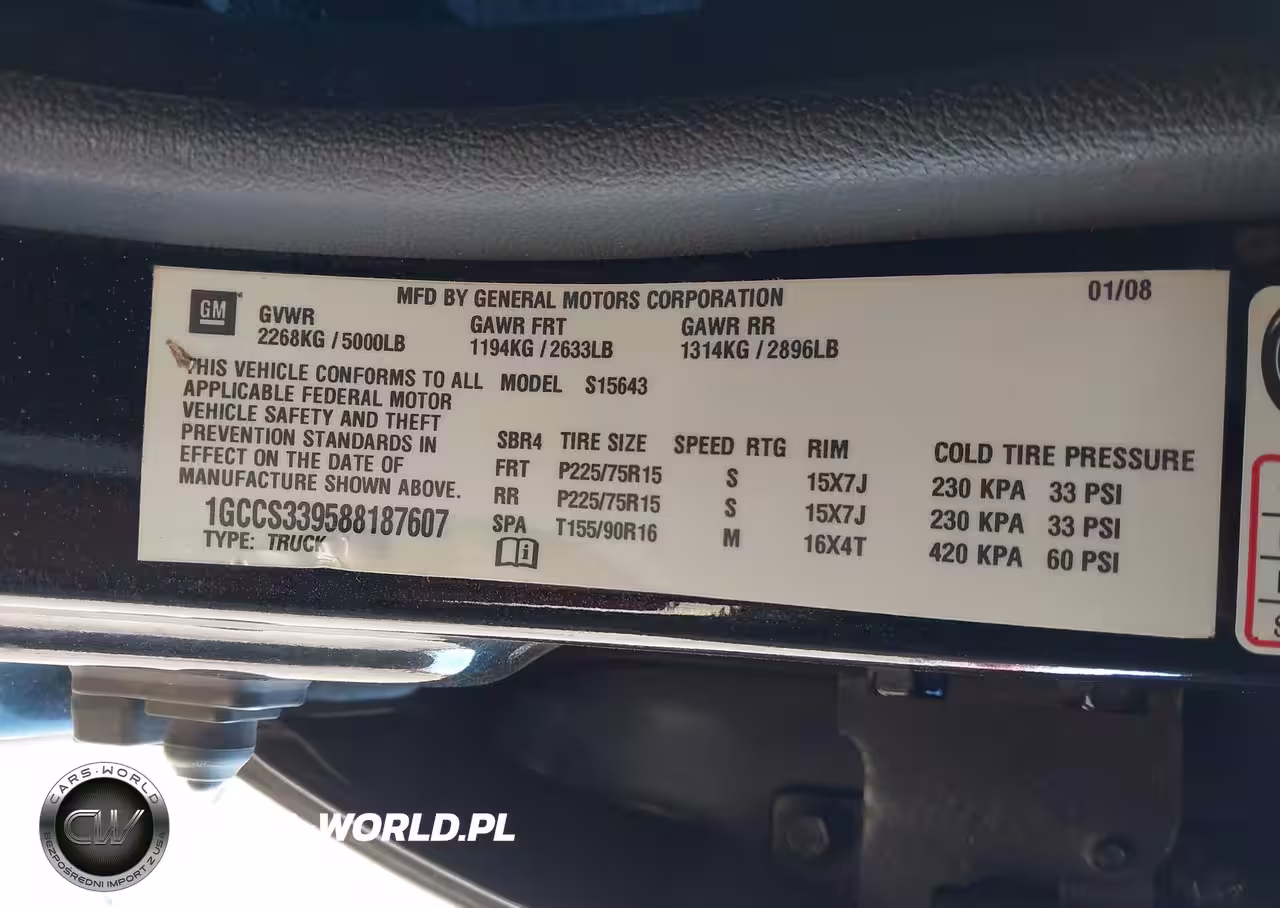 MFD BY GENERAL MOTORS CORPORATION 01/08
GM
GVWR GAWR FRT GAWR RR
2268KG / 5000LB 1194KG / 2633LB 1314KG / 2896LB
THIS VEHICLE CONFORMS TO ALL MODEL S15643
APPLICABLE FEDERAL MOTOR
VEHICLE SAFETY AND THEFT
PREVENTION STANDARDS IN
EFFECT ON THE DATE OF
MANUFACTURE SHOWN ABOVE.
1GCCS339588187607
TYPE: TRUCK
SBR4 TIRE SIZE SPEED RTG RIM COLD TIRE PRESSURE
FRT P225/75R15 S 15X7J 230 KPA 33 PSI
RR P225/75R15 S 15X7J 230 KPA 33 PSI
SPA T155/90R16 M 16X4T 420 KPA 60 PSI
CARS-WORLD
CW
BEZPOŚREDNI IMPORT Z USA
WORLD.PL